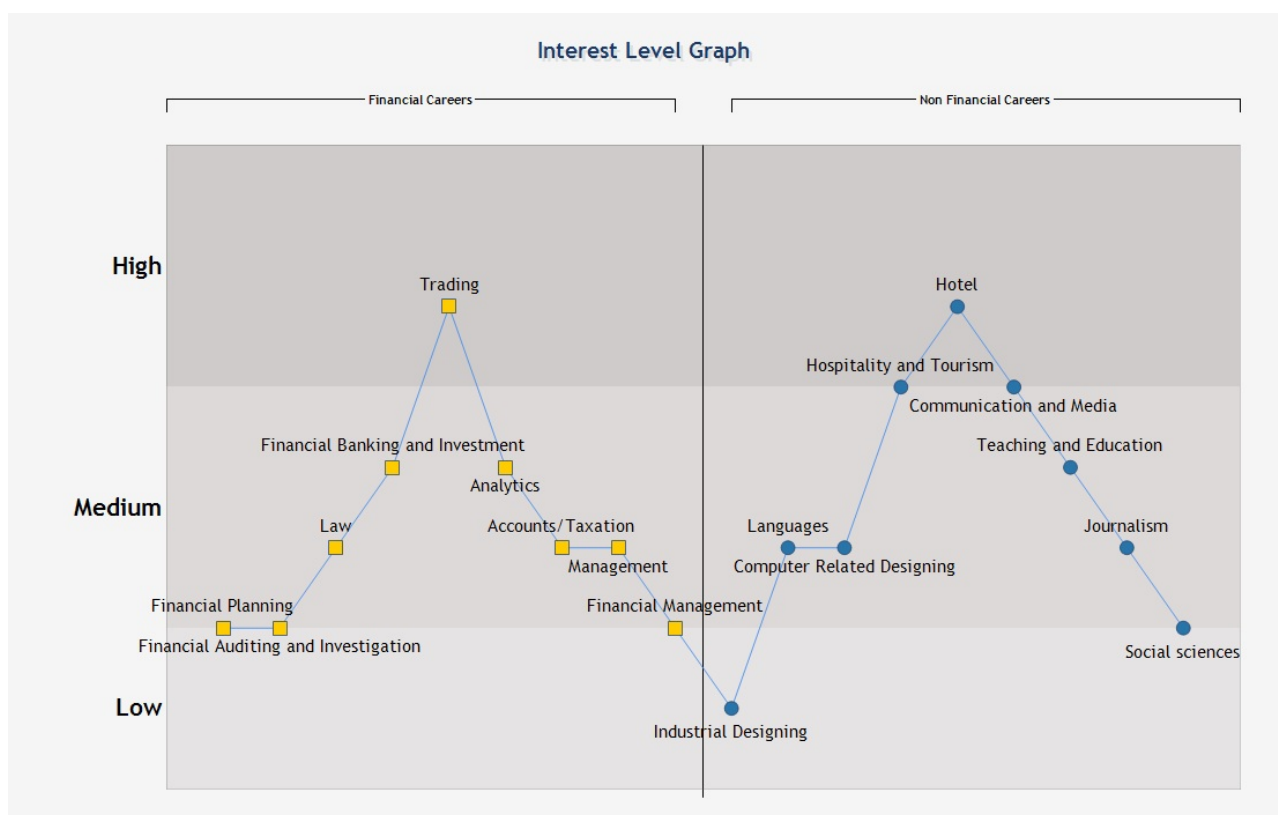 Interest Level Graph
Financial Careers
Non Financial Careers
High
Trading
Hotel
Hospitality and Tourism
Communication and Media
Financial Banking and Investment
Teaching and Education
Analytics
Medium
Law
Accounts/Taxation
Languages
Journalism
Management
Computer Related Designing
Financial Planning
Financial Management
Financial Auditing and Investigation
Social sciences
Low
Industrial Designing